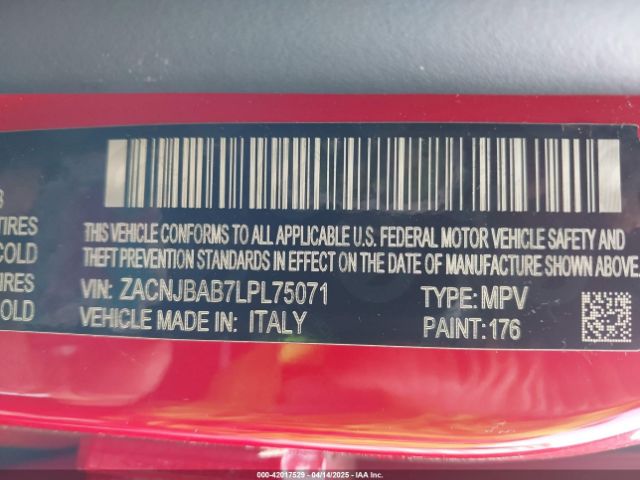 3
TIRES
COLD
TIRES
COLD
THIS VEHICLE CONFORMS TO ALL APPLICABLE U.S. FEDERAL MOTOR VEHICLE SAFETY AND
THEFT PREVENTION STANDARDS IN EFFECT ON THE DATE OF MANUFACTURE SHOWN ABOVE.
VIN: ZACNJBAB7LPL75071 TYPE: MPV
VEHICLE MADE IN: ITALY PAINT: 176
000-42017529 - 04/14/2025 - © IAA Inc.